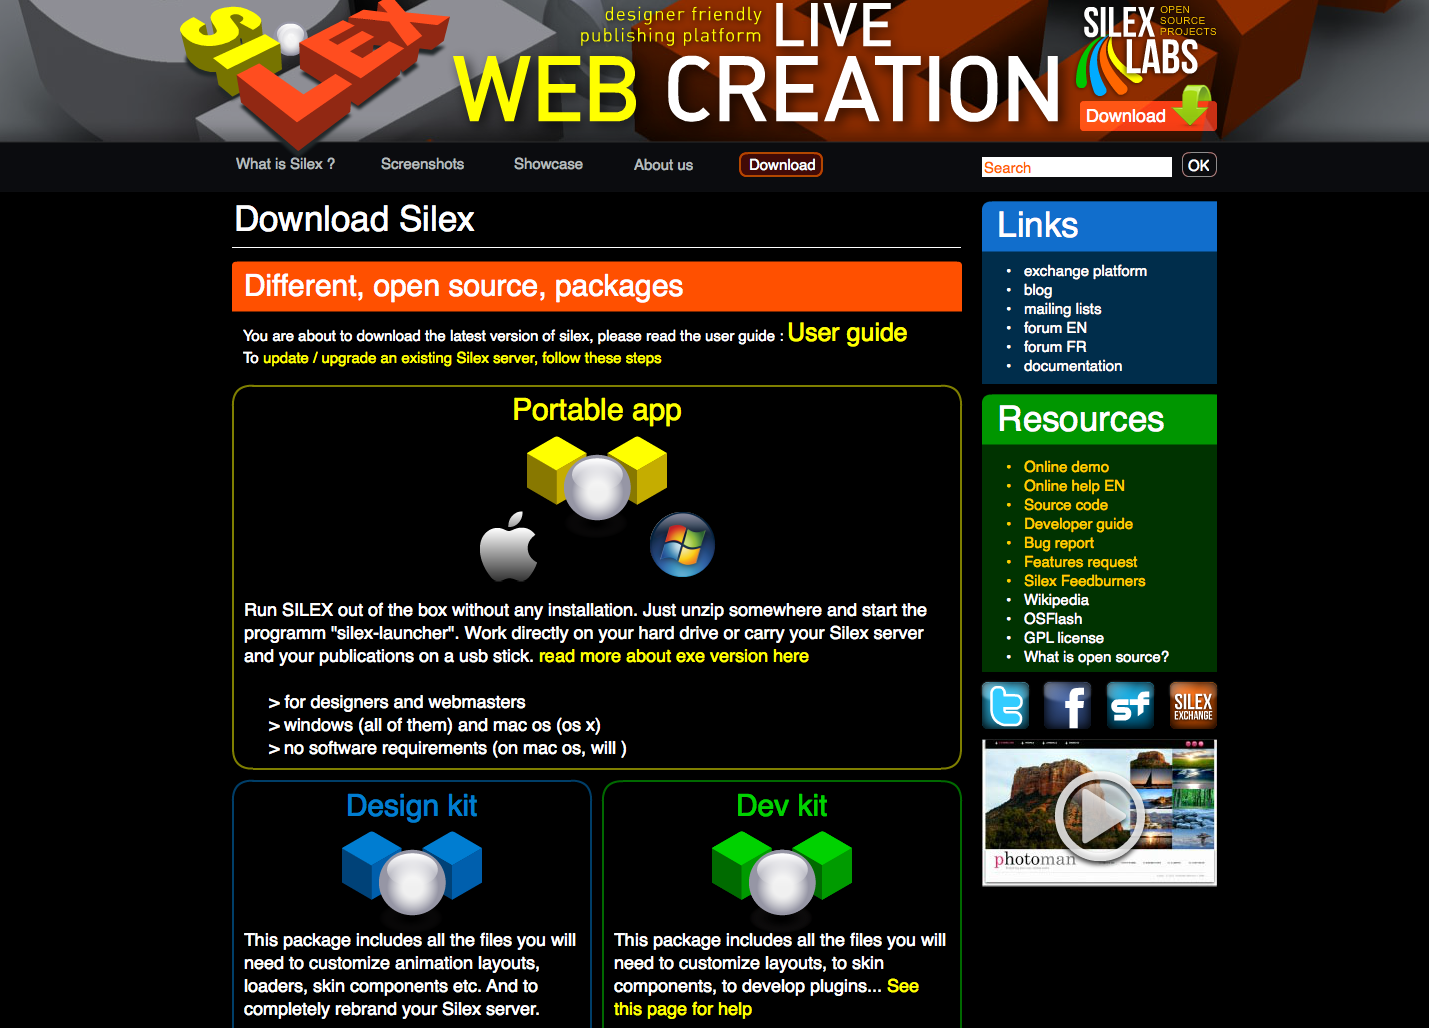 SILEX
designer friendly
publishing platform
LIVE
WEB CREATION
SILEX
LABS
OPEN
SOURCE
PROJECTS
Download
What is Silex ?
Screenshots
Showcase
About us
Download
Search
OK
Download Silex
Different, open source, packages
You are about to download the latest version of silex, please read the user guide : User guide
To update / upgrade an existing Silex server, follow these steps
Portable app
Run SILEX out of the box without any installation. Just unzip somewhere and start the
programm "silex-launcher". Work directly on your hard drive or carry your Silex server
and your publications on a usb stick. read more about exe version here
> for designers and webmasters
> windows (all of them) and mac os (os x)
> no software requirements (on mac os, will )
Design kit
This package includes all the files you will
need to customize animation layouts,
loaders, skin components etc. And to
completely rebrand your Silex server.
Dev kit
This package includes all the files you will
need to customize layouts, to skin
components, to develop plugins... See
this page for help
Links
• exchange platform
• blog
• mailing lists
• forum EN
• forum FR
• documentation
Resources
• Online demo
• Online help EN
• Source code
• Developer guide
• Bug report
• Features request
• Silex Feedburners
• Wikipedia
• OSFlash
• GPL license
• What is open source?
SILEX
EXCHANGE
photoman